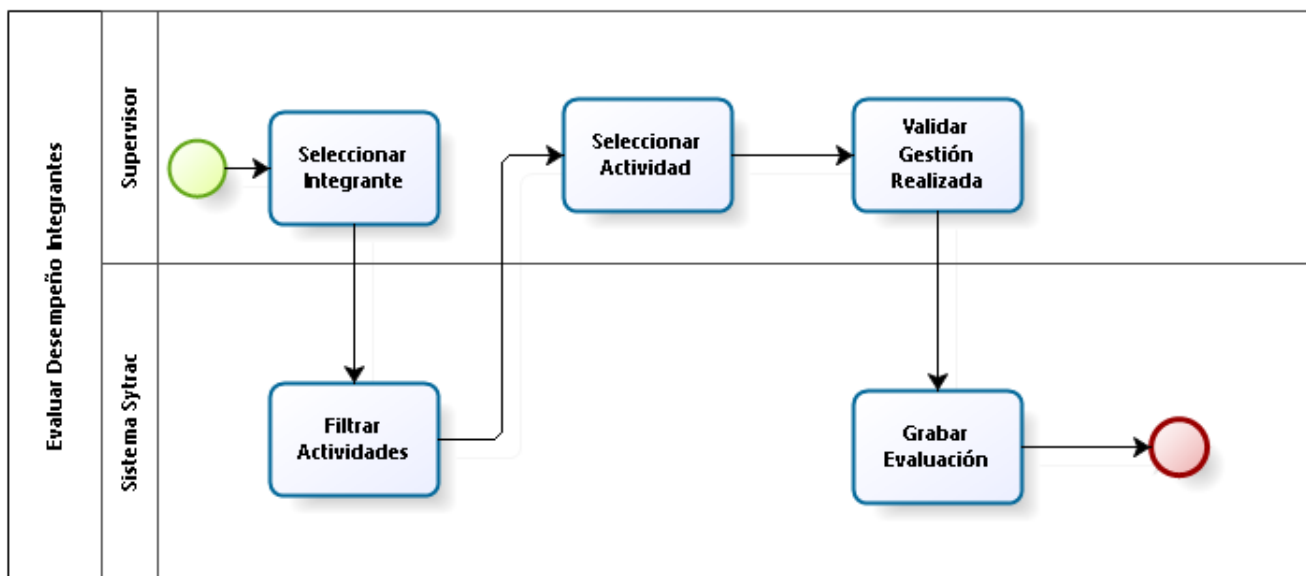 Evaluar Desempeño Integrantes
Supervisor
Seleccionar
Integrante
Seleccionar
Actividad
Validar
Gestión
Realizada
Sistema Sytrac
Filtrar
Actividades
Grabar
Evaluación